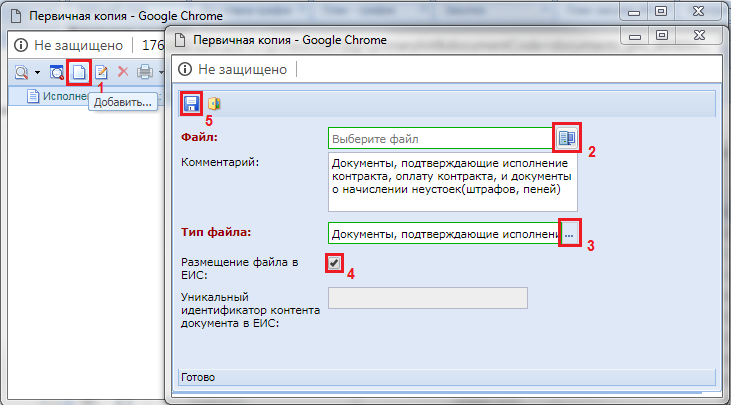 Первичная копия - Google Chrome
Не защищено
176
1
Исполне
Добавить...
Первичная копия - Google Chrome
Не защищено
5
Файл:
Выберите файл
2
Комментарий:
Документы, подтверждающие исполнение
контракта, оплату контракта, и документы
о начислении неустоек(штрафов, пеней)
Тип файла:
Документы, подтверждающие исполнени
...
3
Размещение файла в
ЕИС:
4
Уникальный
идентификатор контента
документа в ЕИС:
Готово